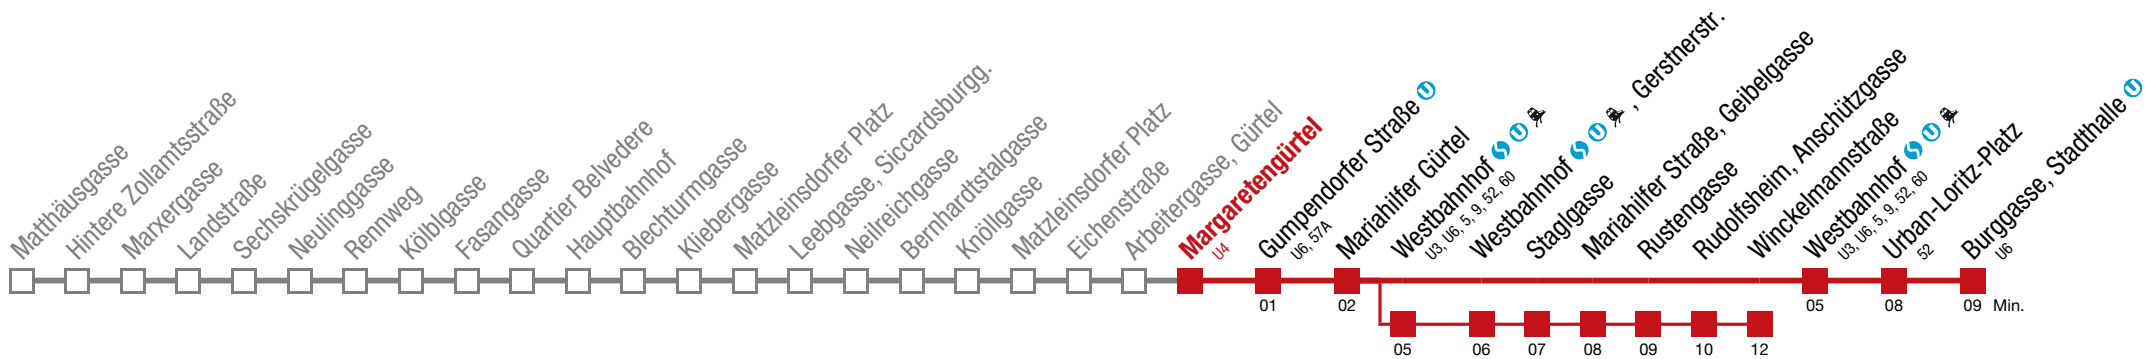 Matthäusgasse
Hintere Zollamtsstraße
Marxergasse
Landstraße
Sechskrügelgasse
Neulinggasse
Rennweg
Kölblgasse
Fasangasse
Quartier Belvedere
Hauptbahnhof
Blechturmgasse
Kliebergasse
Matzleinsdorfer Platz
Leebgasse, Siccardsburgg.
Neilreichgasse
Bernhardtstalgasse
Knöllgasse
Matzleinsdorfer Platz
Eichenstraße
Arbeitergasse, Gürtel
Margaretengürtel
U4
Gumpendorfer Straße U
U6, 57A
Mariahilfer Gürtel
Westbahnhof S U
U3, U6, 5, 9, 52, 60
Westbahnhof S U , Gerstnerstr.
Staglgasse
Mariahilfer Straße, Geibelgasse
Rustengasse
Rudolfsheim, Anschützgasse
Winckelmannstraße
Westbahnhof S U
U3, U6, 5, 9, 52, 60
Urban-Loritz-Platz
52
Burggasse, Stadthalle U
U6
01 02 05 08 09 Min.
05 06 07 08 09 10 12